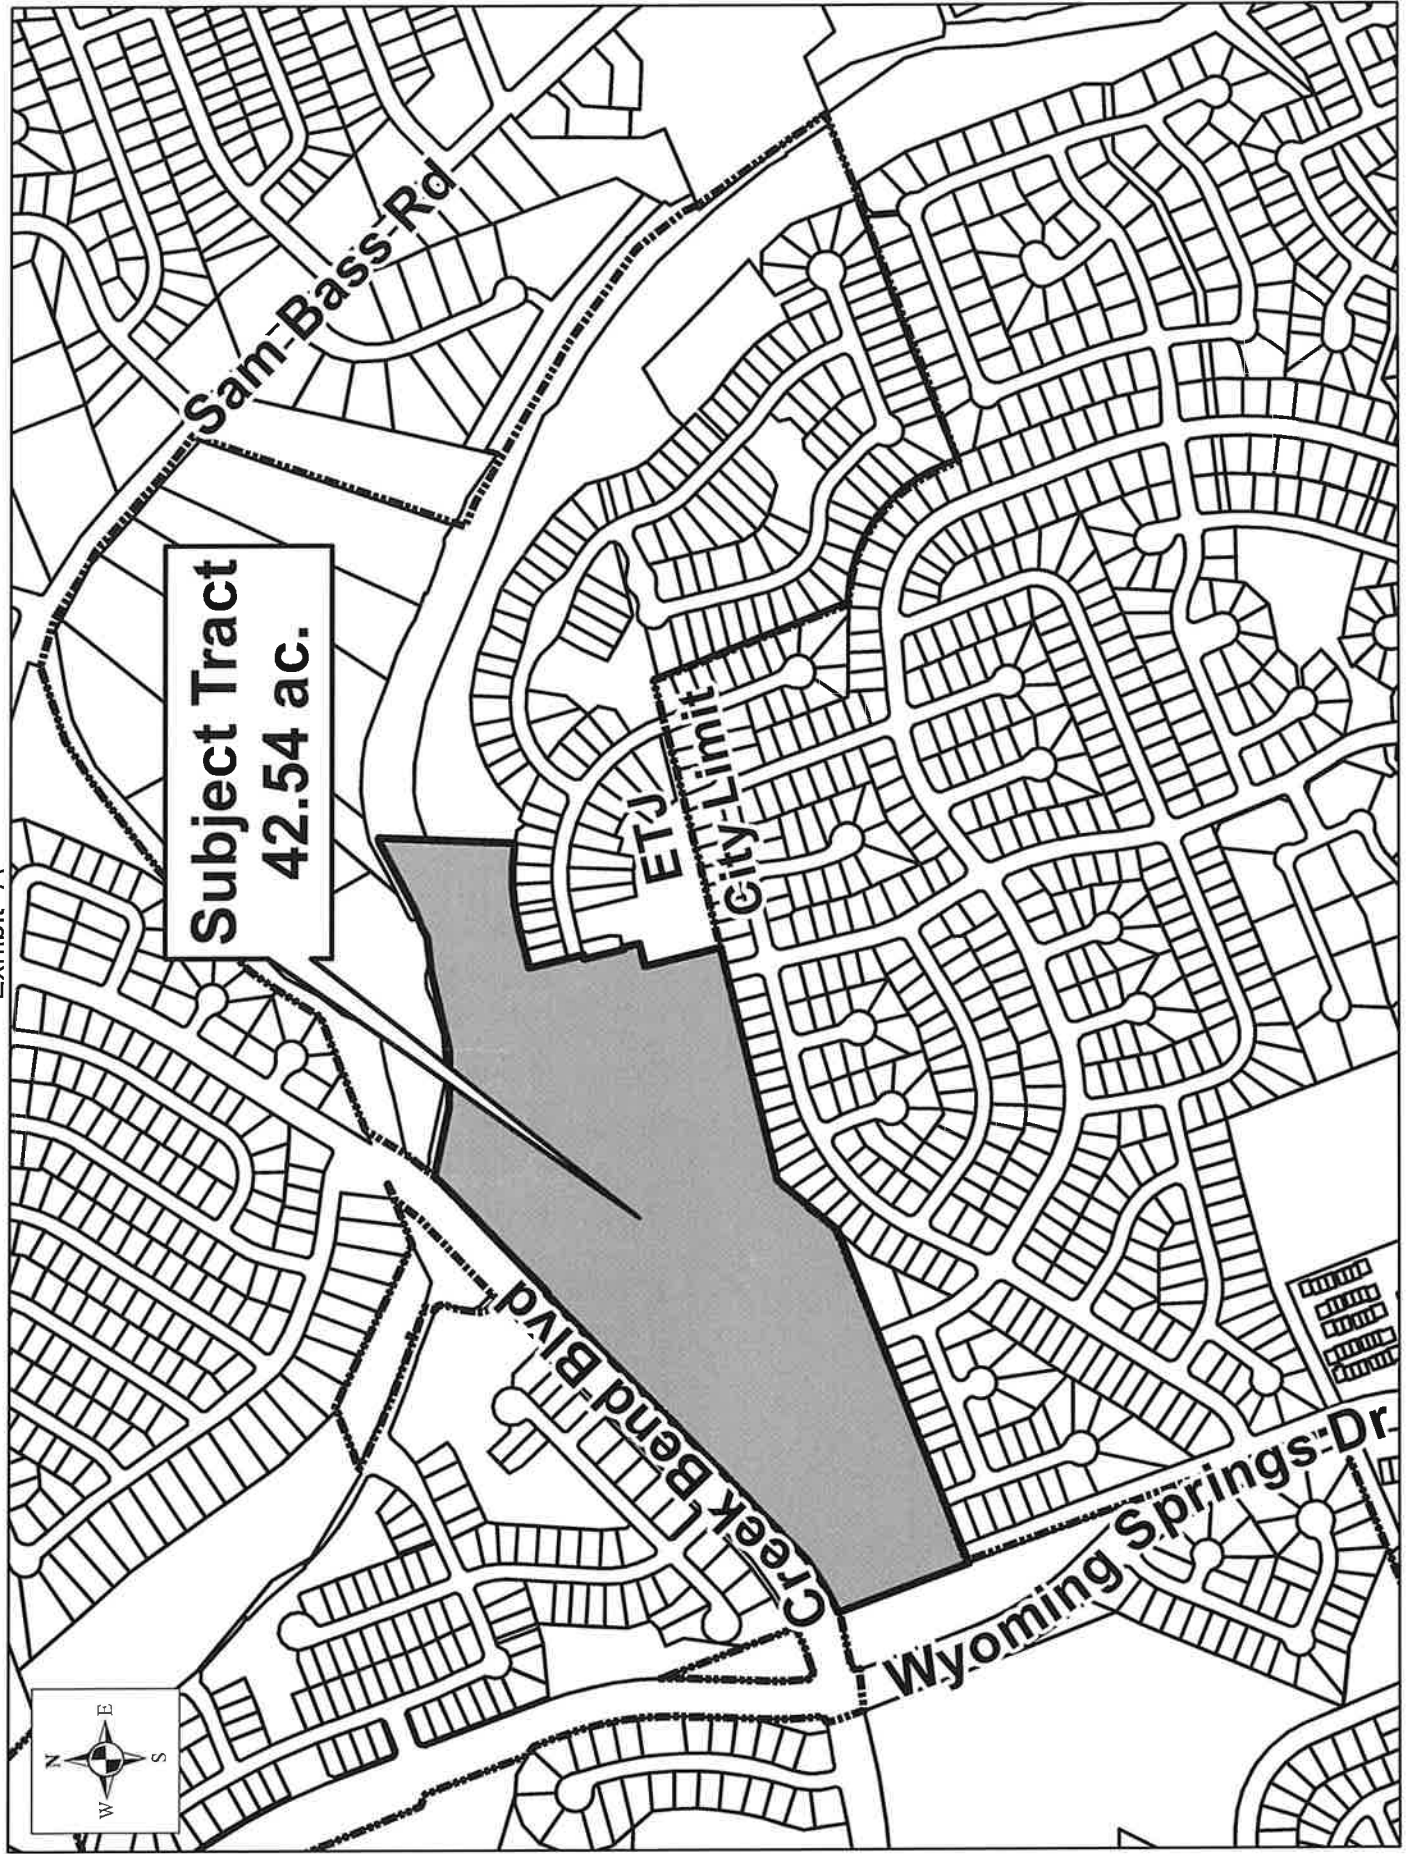 Subject Tract
42.54 ac.
Sam-Bass-Rd
Creek Bend Blvd
ETJ
City-Limit
Wyoming Springs Dr
N
W
E
S